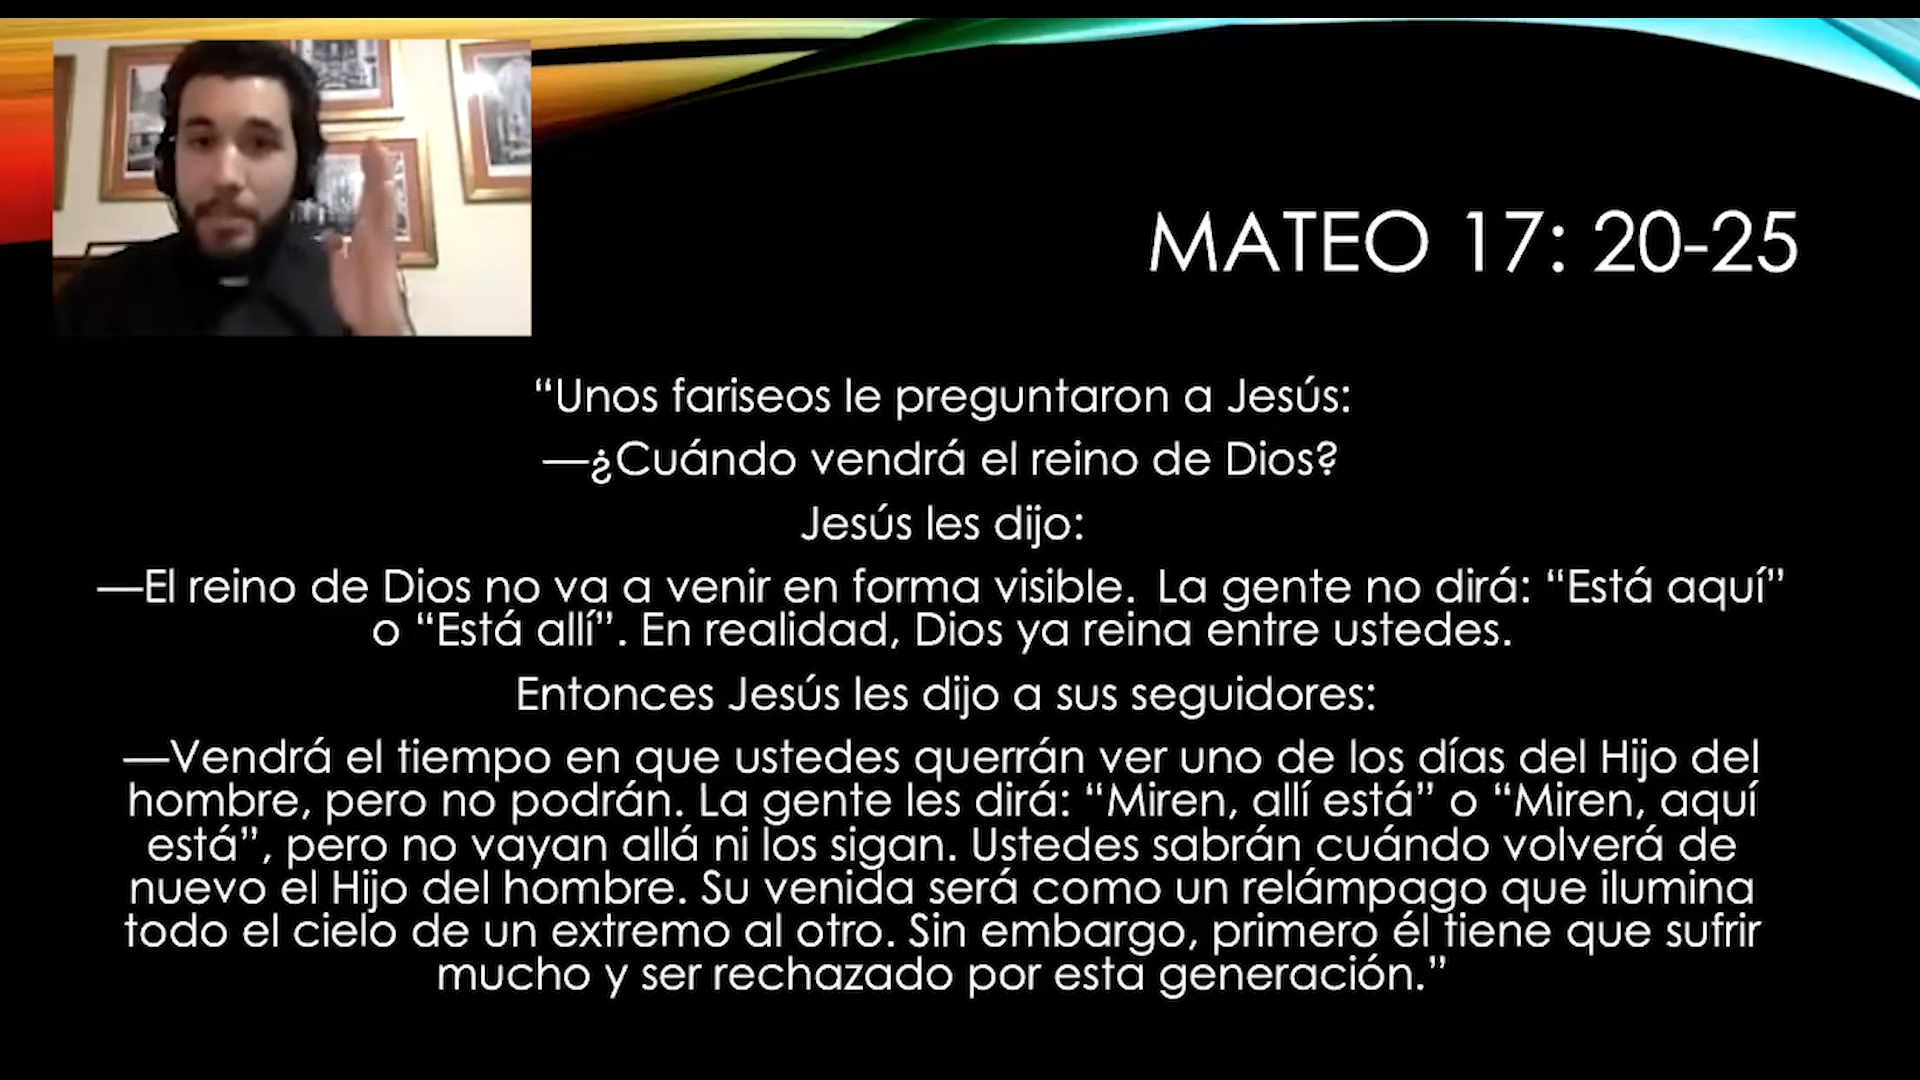 MATEO 17: 20-25
“Unos fariseos le preguntaron a Jesús:
—¿Cuándo vendrá el reino de Dios?
Jesús les dijo:
—El reino de Dios no va a venir en forma visible. La gente no dirá: “Está aquí”
o “Está allí”. En realidad, Dios ya reina entre ustedes.
Entonces Jesús les dijo a sus seguidores:
—Vendrá el tiempo en que ustedes querrán ver uno de los días del Hijo del
hombre, pero no podrán. La gente les dirá: “Miren, allí está” o “Miren, aquí
está”, pero no vayan allá ni los sigan. Ustedes sabrán cuándo volverá de
nuevo el Hijo del hombre. Su venida será como un relámpago que ilumina
todo el cielo de un extremo al otro. Sin embargo, primero él tiene que sufrir
mucho y ser rechazado por esta generación.”